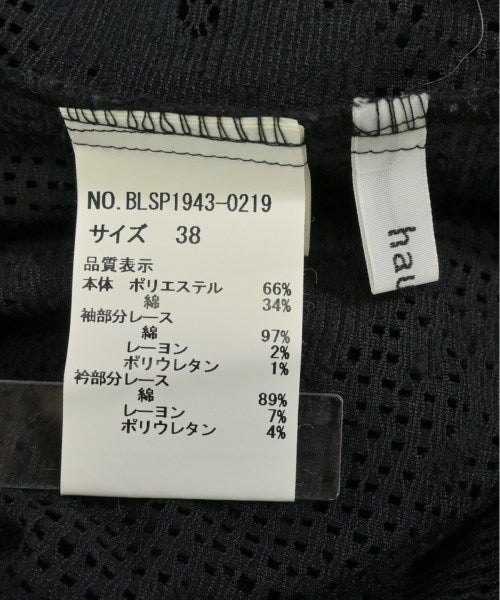 NO.BLSP1943-0219
サイズ 38
品質表示
本体 ポリエステル 66%
綿 34%
袖部分レース
綿 97%
レーヨン 2%
ポリウレタン 1%
衿部分レース
綿 89%
レーヨン 7%
ポリウレタン 4%